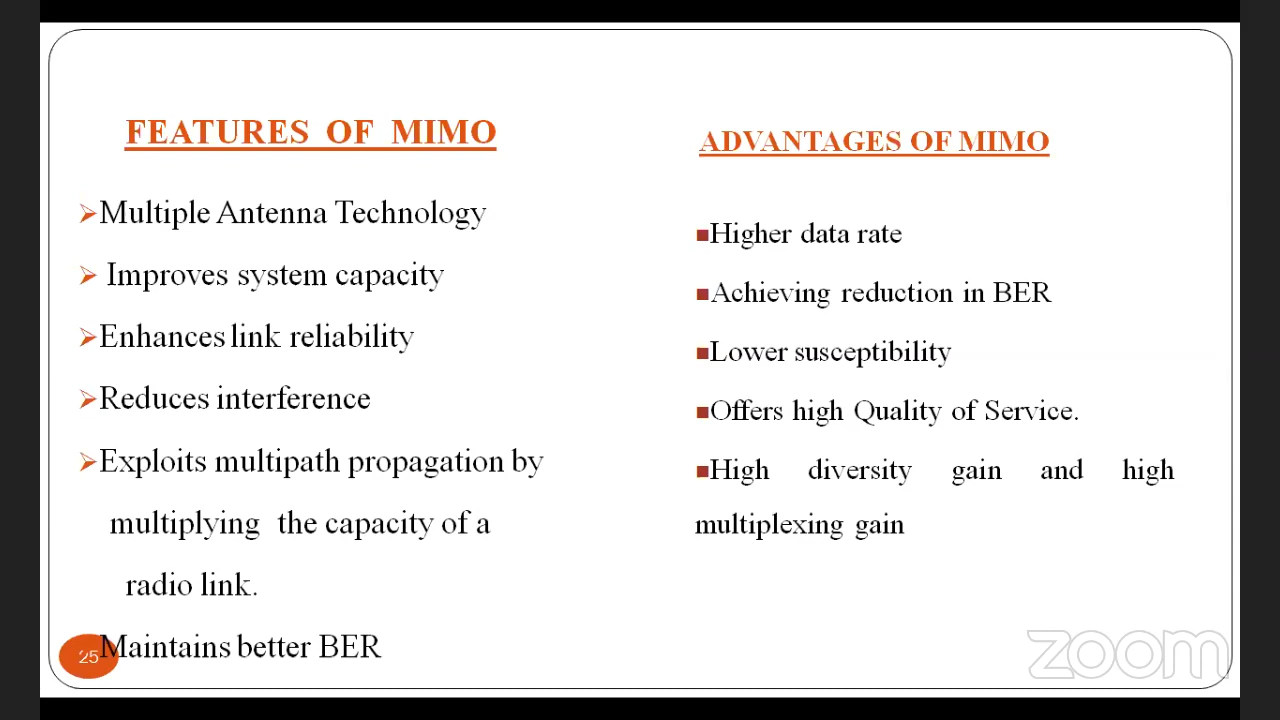 FEATURES OF MIMO
➢Multiple Antenna Technology
➢ Improves system capacity
➢Enhances link reliability
➢Reduces interference
➢Exploits multipath propagation by
multiplying the capacity of a
radio link.
Maintains better BER
ADVANTAGES OF MIMO
■Higher data rate
■Achieving reduction in BER
■Lower susceptibility
■Offers high Quality of Service.
■High diversity gain and high
multiplexing gain
25
zoom